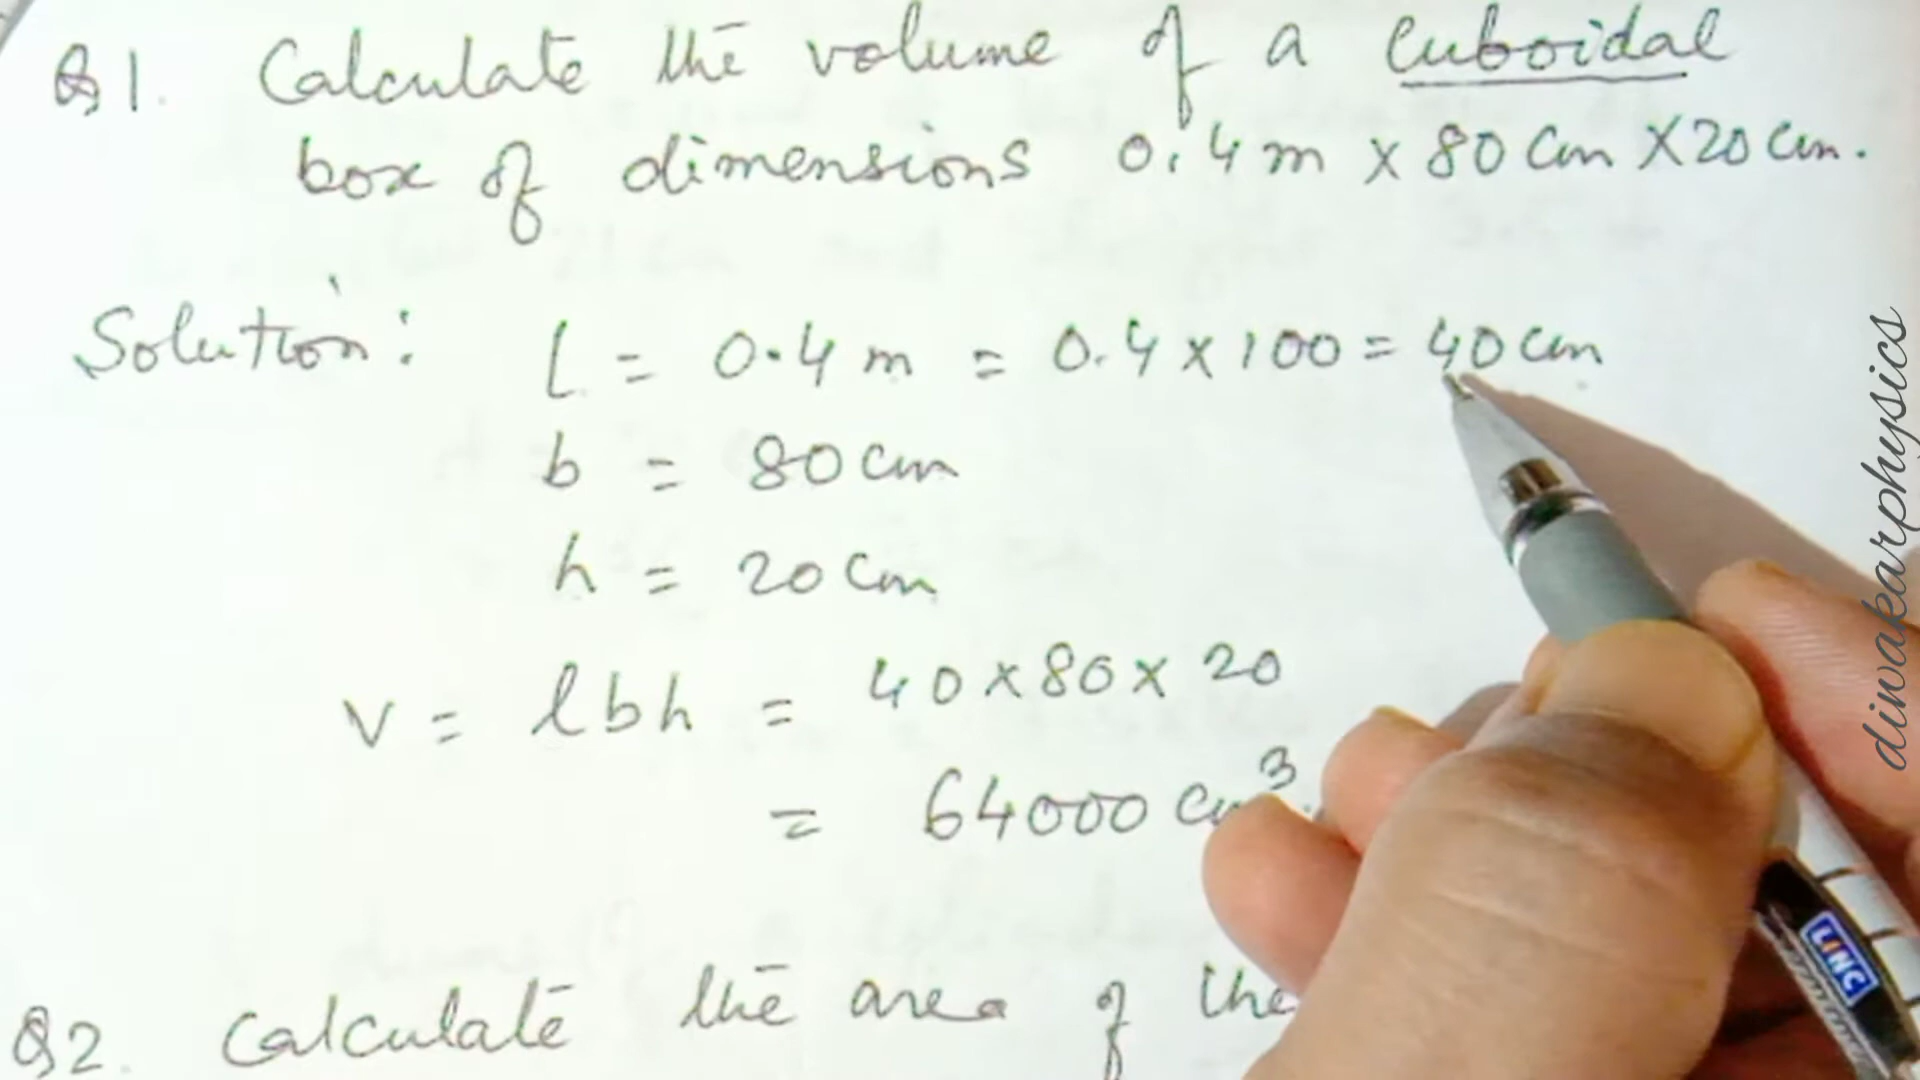 Q1. Calculate the volume of a Cuboidal
box of dimensions 0.4 m x 80 cm x 20 cm.
Solution: l = 0.4 m = 0.4 x 100 = 40 cm
b = 80 cm
h = 20 cm
V = lbh = 40 x 80 x 20
= 64000 cm³.
Q2. Calculate the area of the
diwakarphysics
LINC